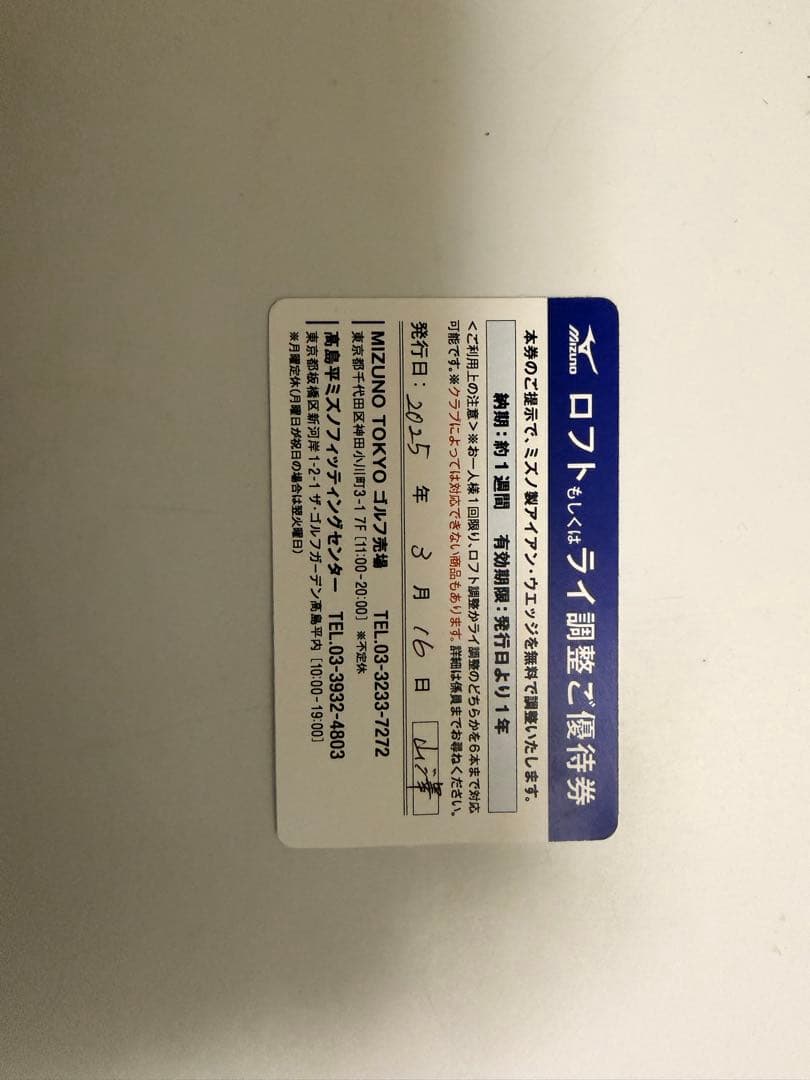 MIZUNO
ロフトもしくはライ調整ご優待券
本券のご提示で、ミズノ製アイアン・ウエッジを無料で調整いたします。
納期：約1週間　有効期限：発行日より1年
＜ご利用上の注意＞※お一人様1回限り、ロフト調整かライ調整のどちらかを6本まで対応
可能です。※クラブによっては対応できない商品もあります。詳細は係員までお尋ねください。
発行日：2025年3月16日 山澤
MIZUNO TOKYO ゴルフ売場　TEL.03-3233-7272
東京都千代田区神田小川町3-1 7F［11:00-20:00］※不定休
高島平ミズノフィッティングセンター　TEL.03-3932-4803
東京都板橋区新河岸1-2-1 ザ・ゴルフガーデン高島平内［10:00-19:00］
※月曜定休（月曜日が祝日の場合は翌火曜日）